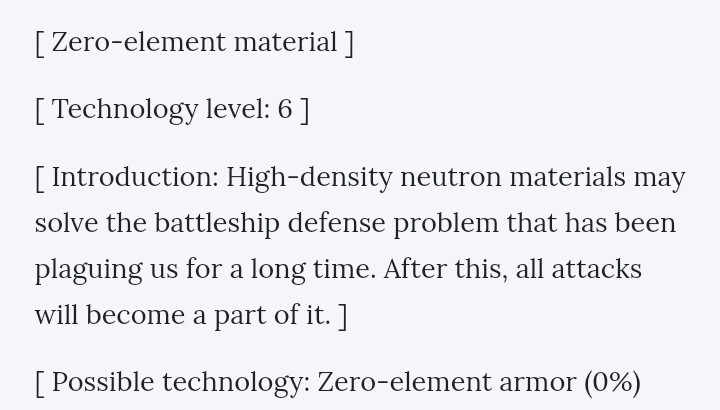 [ Zero-element material ]
[ Technology level: 6 ]
[ Introduction: High-density neutron materials may
solve the battleship defense problem that has been
plaguing us for a long time. After this, all attacks
will become a part of it. ]
[ Possible technology: Zero-element armor (0%)